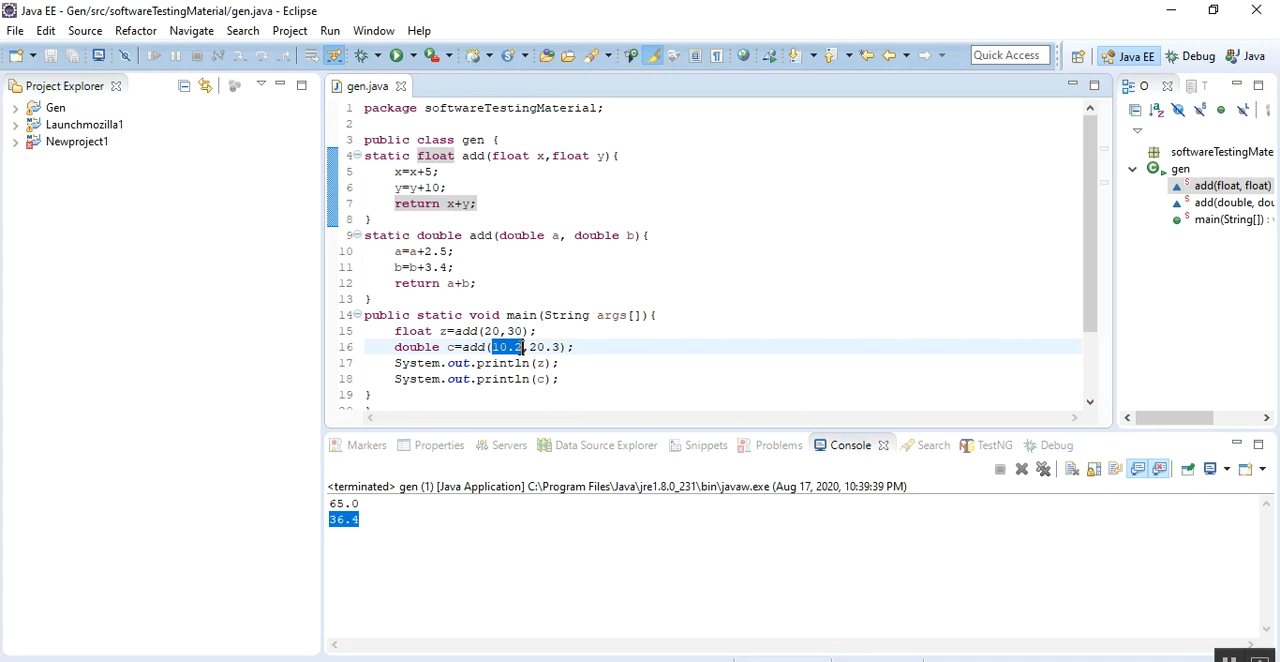 Java EE - Gen/src/softwareTestingMaterial/gen.java - Eclipse
File Edit Source Refactor Navigate Search Project Run Window Help
Quick Access Java EE Debug Java
Project Explorer
Gen
Launchmozilla1
Newproject1
gen.java
1 package softwareTestingMaterial;
2
3 public class gen {
4 static float add(float x,float y){
5 x=x+5;
6 y=y+10;
7 return x+y;
8 }
9 static double add(double a, double b){
10 a=a+2.5;
11 b=b+3.4;
12 return a+b;
13 }
14 public static void main(String args[]){
15 float z=add(20,30);
16 double c=add(10.2,20.3);
17 System.out.println(z);
18 System.out.println(c);
19 }
O T
softwareTestingMate
gen
add(float, float)
add(double, dou
main(String[]) :
Markers Properties Servers Data Source Explorer Snippets Problems Console Search TestNG Debug
<terminated> gen (1) [Java Application] C:\Program Files\Java\jre1.8.0_231\bin\javaw.exe (Aug 17, 2020, 10:39:39 PM)
65.0
36.4